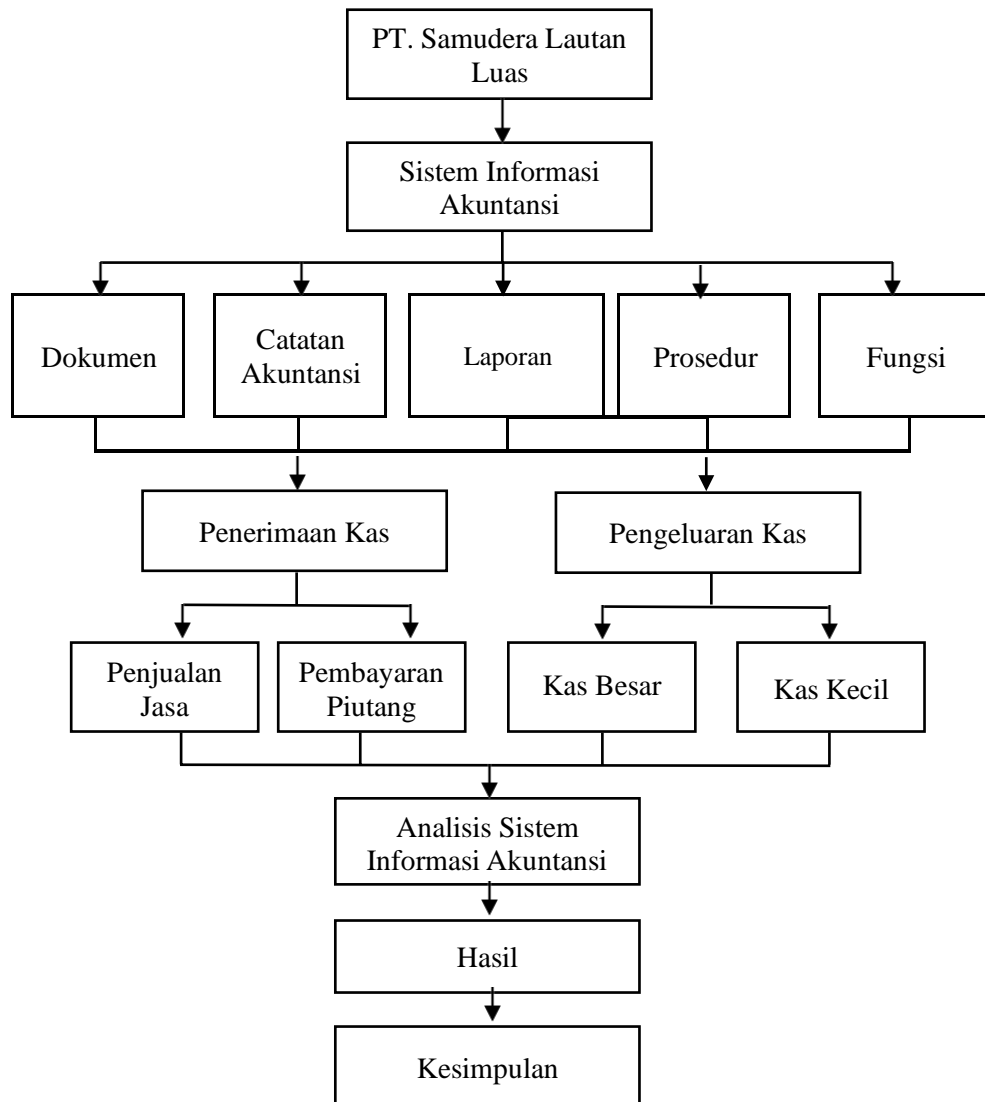 PT. Samudera Lautan
Luas
Sistem Informasi
Akuntansi
Dokumen
Catatan
Akuntansi
Laporan
Prosedur
Fungsi
Penerimaan Kas
Pengeluaran Kas
Penjualan
Jasa
Pembayaran
Piutang
Kas Besar
Kas Kecil
Analisis Sistem
Informasi Akuntansi
Hasil
Kesimpulan